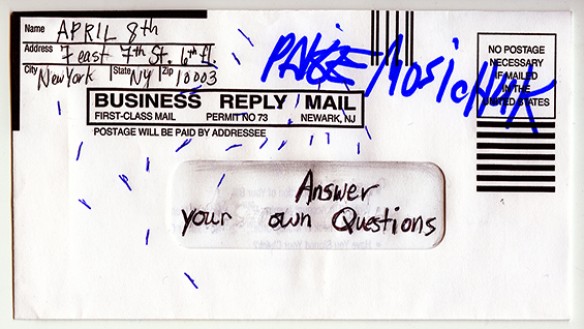 Name APRIL 8th
Address 7 east 7th St. 6th fl.
City New York State NY Zip 10003
PAIGE MOSICHUK
NO POSTAGE
NECESSARY
IF MAILED
IN THE
UNITED STATES
BUSINESS REPLY MAIL
FIRST-CLASS MAIL PERMIT NO 73 NEWARK, NJ
POSTAGE WILL BE PAID BY ADDRESSEE
Answer
your own Questions